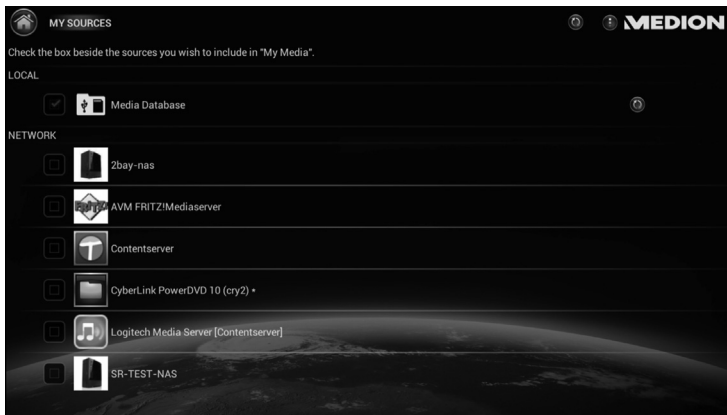 MY SOURCES
MEDION
Check the box beside the sources you wish to include in "My Media".
LOCAL
Media Database
NETWORK
2bay-nas
FRITZ!
AVM FRITZ!Mediaserver
Contentserver
CyberLink PowerDVD 10 (cry2) *
Logitech Media Server [Contentserver]
SR-TEST-NAS